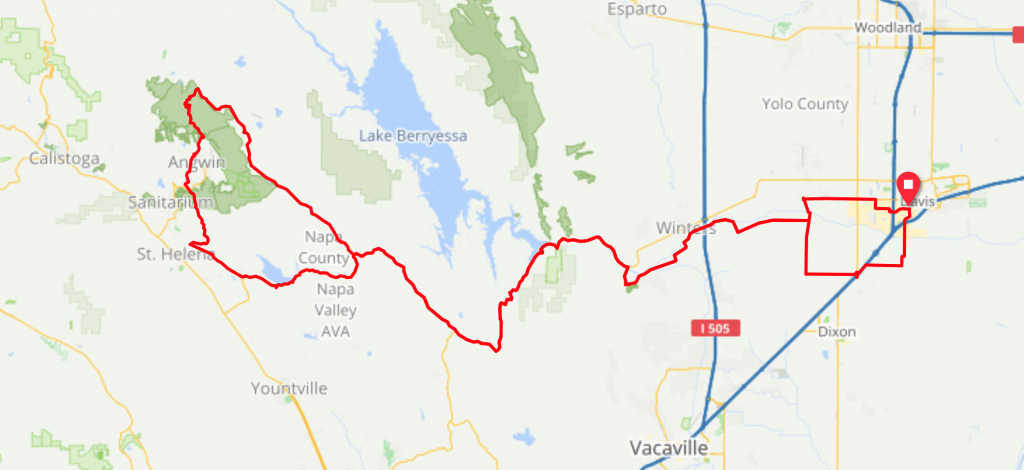 Esparto
Woodland
Yolo County
Lake Berryessa
Calistoga
Angwin
Sanitarium
Davis
Winters
Napa
County
St. Helena
Napa
Valley
AVA
I 505
Dixon
Yountville
Vacaville